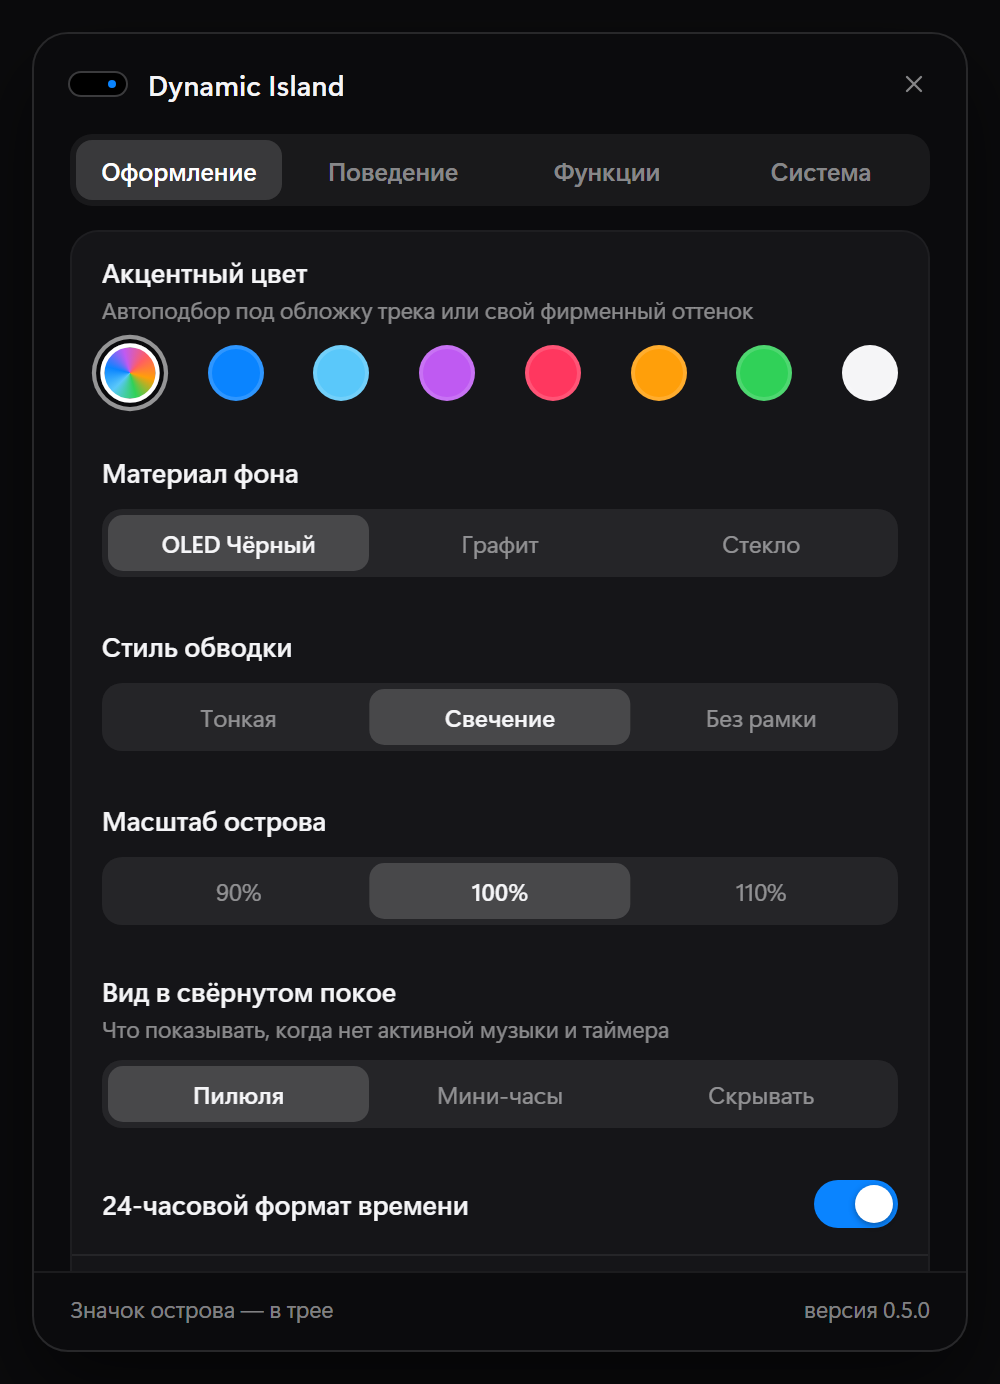 Dynamic Island
Оформление Поведение Функции Система
Акцентный цвет
Автоподбор под обложку трека или свой фирменный оттенок
Материал фона
OLED Чёрный Графит Стекло
Стиль обводки
Тонкая Свечение Без рамки
Масштаб острова
90% 100% 110%
Вид в свёрнутом покое
Что показывать, когда нет активной музыки и таймера
Пилюля Мини-часы Скрывать
24-часовой формат времени
Значок острова — в трее версия 0.5.0